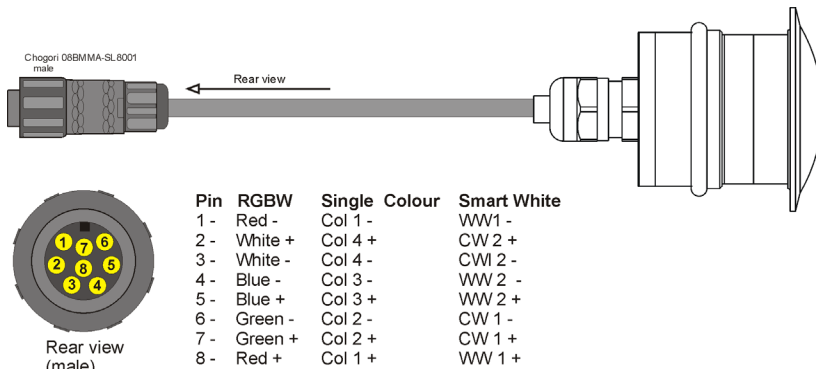 Chogori 08BMMA-SL8001
male
Rear view
Pin RGBW Single Colour Smart White
1 - Red - Col 1 - WW1 -
2 - White + Col 4 + CW 2 +
3 - White - Col 4 - CWI 2 -
4 - Blue - Col 3 - WW 2 -
5 - Blue + Col 3 + WW 2 +
6 - Green - Col 2 - CW 1 -
7 - Green + Col 2 + CW 1 +
8 - Red + Col 1 + WW 1 +
1 7 6
2 8 5
3 4
Rear view
(male)